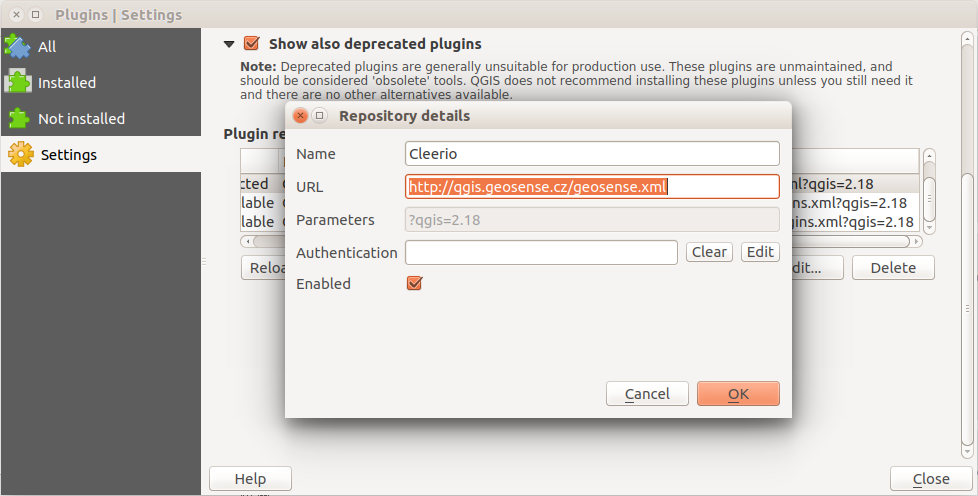 Plugins | Settings
All
Installed
Not installed
Settings
Show also deprecated plugins
Note: Deprecated plugins are generally unsuitable for production use. These plugins are unmaintained, and
should be considered 'obsolete' tools. QGIS does not recommend installing these plugins unless you still need it
and there are no other alternatives available.
Plugin re
cted
ml?qgis=2.18
lable
ins.xml?qgis=2.18
lable
gins.xml?qgis=2.18
Reloa
dit...
Delete
Repository details
Name
Cleerio
URL
http://qgis.geosense.cz/geosense.xml
Parameters
?qgis=2.18
Authentication
Clear
Edit
Enabled
Cancel
OK
Help
Close